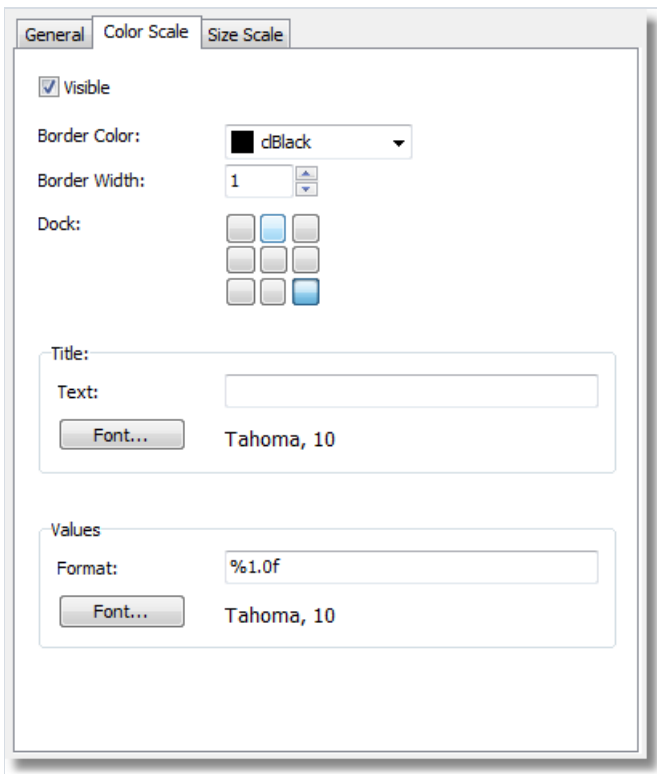 General Color Scale Size Scale
Visible
Border Color: clBlack
Border Width: 1
Dock:
Title:
Text:
Font... Tahoma, 10
Values
Format: %1.0f
Font... Tahoma, 10